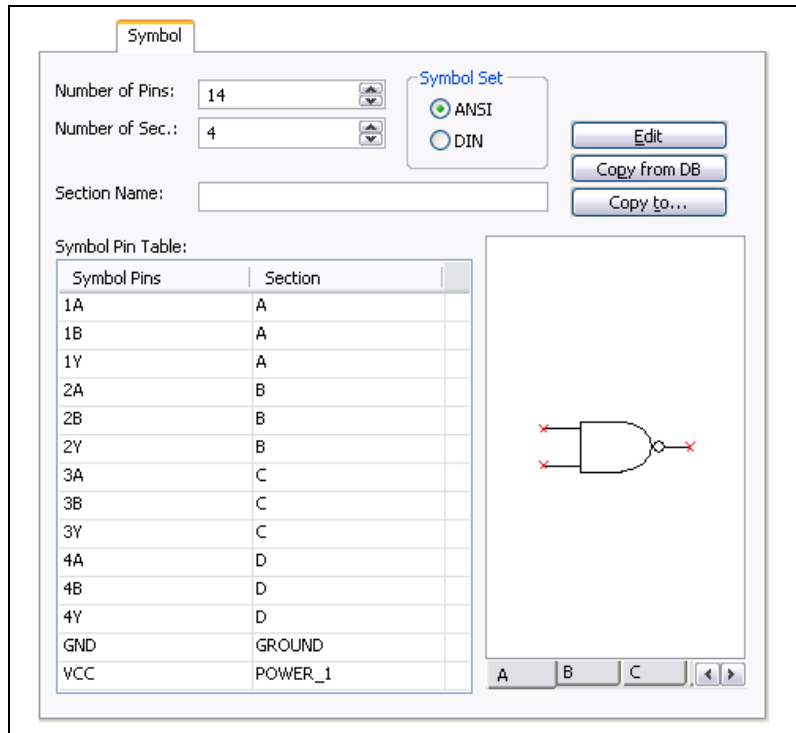 Symbol
Number of Pins: 14
Number of Sec.: 4
Symbol Set
ANSI
DIN
Edit
Copy from DB
Copy to...
Section Name:
Symbol Pin Table:
Symbol Pins Section
1A A
1B A
1Y A
2A B
2B B
2Y B
3A C
3B C
3Y C
4A D
4B D
4Y D
GND GROUND
VCC POWER_1
A B C